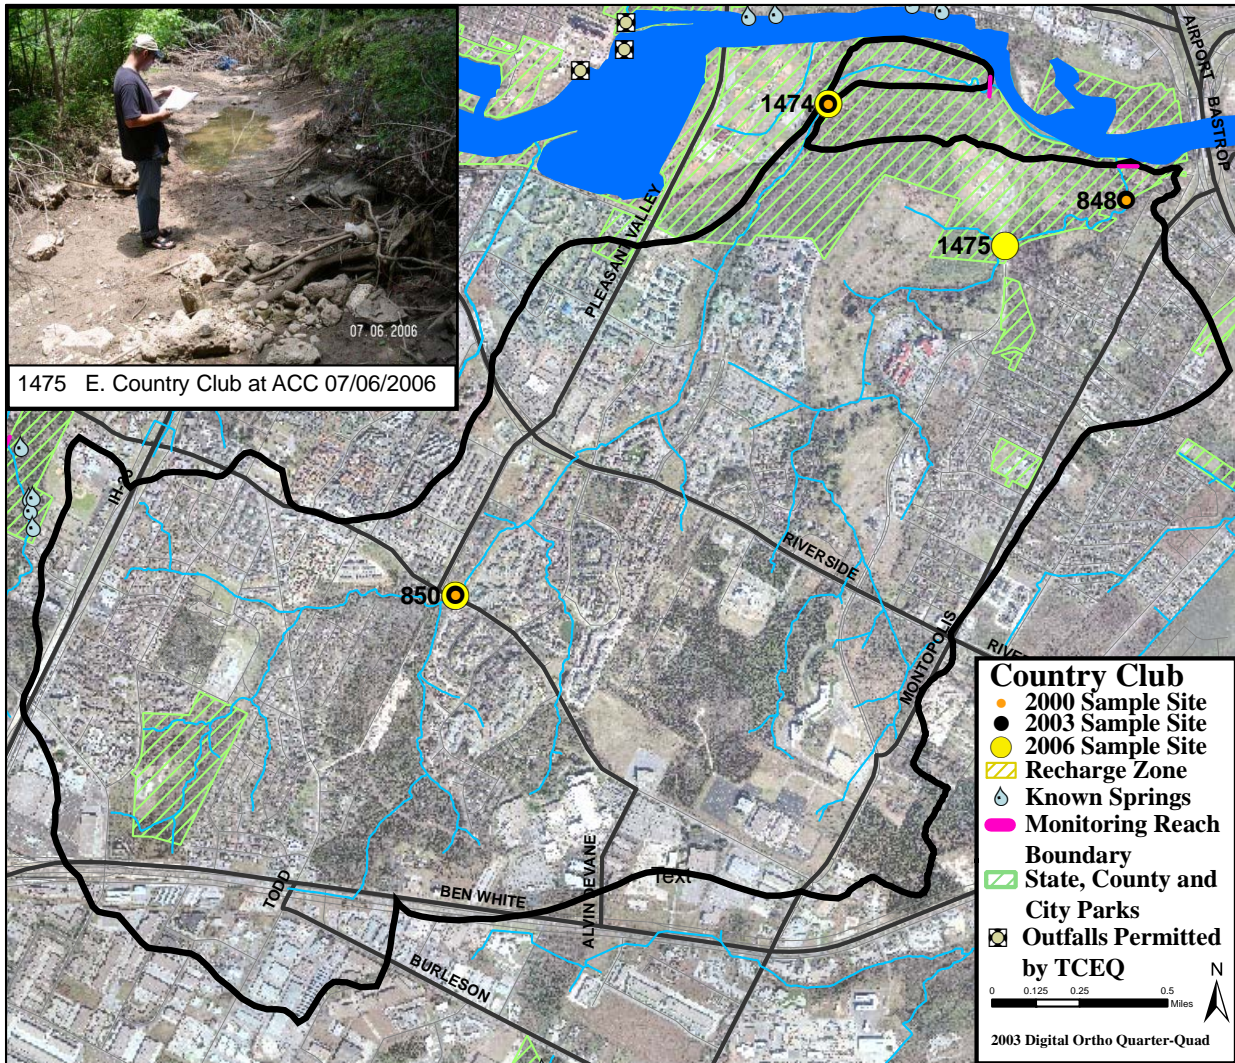 07.06.2006
1475 E. Country Club at ACC 07/06/2006
AIRPORT
BASTROP
1474
848
1475
PLEASANT VALLEY
850
RIVERSIDE
MONTOPOLIS
TODD
BEN WHITE
ALVIN DEVANE
Text
BURLESON
Country Club
2000 Sample Site
2003 Sample Site
2006 Sample Site
Recharge Zone
Known Springs
Monitoring Reach
Boundary
State, County and
City Parks
Outfalls Permitted
by TCEQ
N
0 0.125 0.25 0.5
Miles
2003 Digital Ortho Quarter-Quad